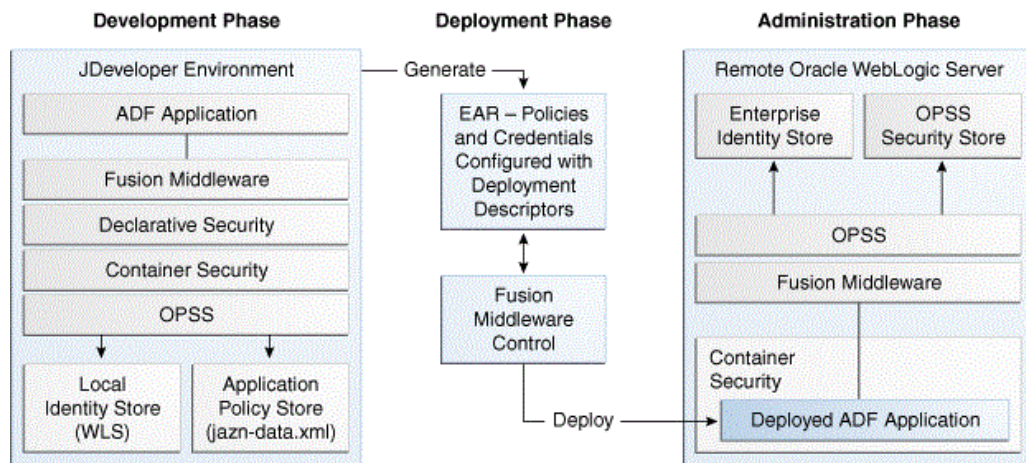 Development Phase
JDeveloper Environment
ADF Application
Fusion Middleware
Declarative Security
Container Security
OPSS
Local
Identity Store
(WLS)
Application
Policy Store
(jazn-data.xml)
Generate
Deployment Phase
EAR – Policies
and Credentials
Configured with
Deployment
Descriptors
Fusion
Middleware
Control
Deploy
Administration Phase
Remote Oracle WebLogic Server
Enterprise
Identity Store
OPSS
Security Store
OPSS
Fusion Middleware
Container
Security
Deployed ADF Application